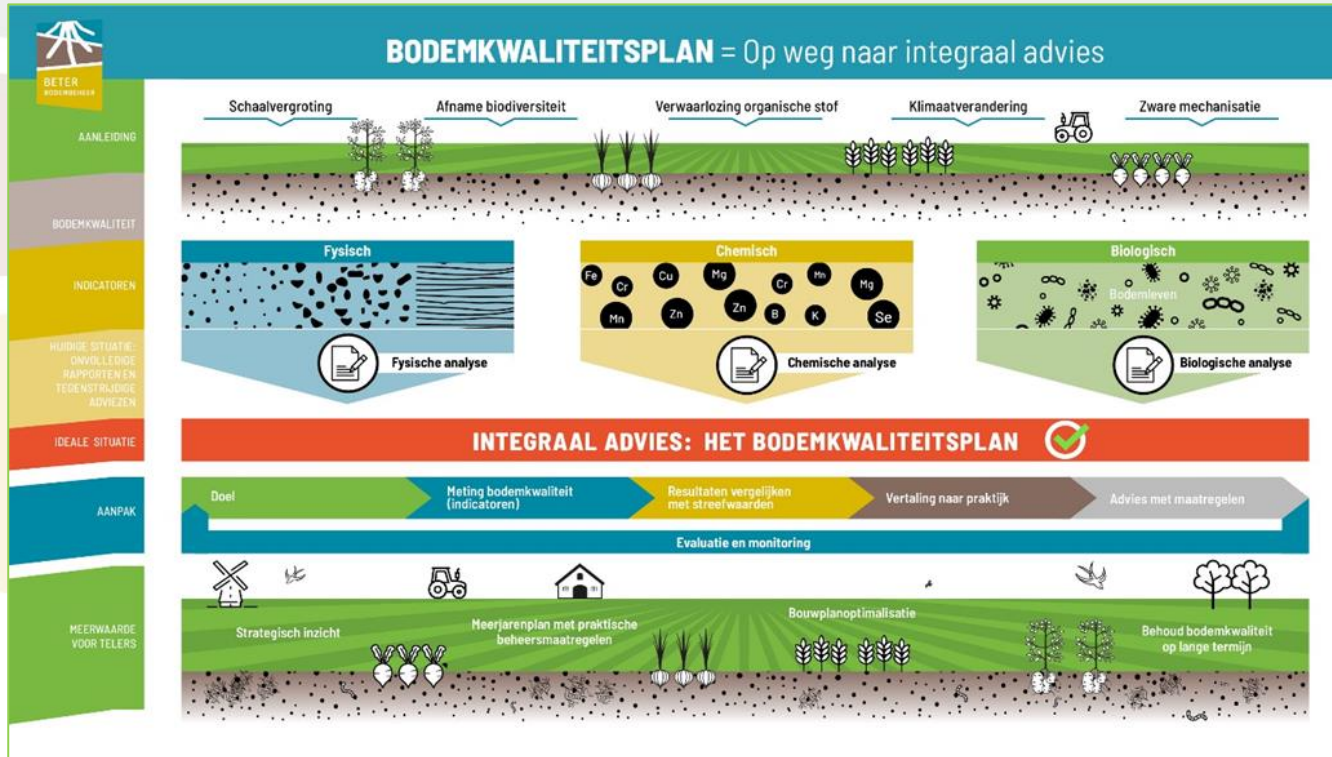 BETER
BODEMBEHEER
BODEMKWALITEITSPLAN = Op weg naar integraal advies
AANLEIDING
Schaalvergroting
Afname biodiversiteit
Verwaarlozing organische stof
Klimaatverandering
Zware mechanisatie
BODEMKWALITEIT
INDICATOREN
Fysisch
Chemisch
Biologisch
Fe
Cr
Cu
Mg
Cr
Mn
Mg
Mn
Zn
Zn
B
K
Se
Bodemleven
HUIDIGE SITUATIE:
ONVOLLEDIGE
RAPPORTEN EN
TEGENSTRIJDIGE
ADVIEZEN
Fysische analyse
Chemische analyse
Biologische analyse
IDEALE SITUATIE
INTEGRAAL ADVIES: HET BODEMKWALITEITSPLAN
AANPAK
Doel
Meting bodemkwaliteit
(indicatoren)
Resultaten vergelijken
met streefwaarden
Vertaling naar praktijk
Advies met maatregelen
Evaluatie en monitoring
MEERWAARDE
VOOR TELERS
Strategisch inzicht
Meerjarenplan met praktische
beheersmaatregelen
Bouwplanoptimalisatie
Behoud bodemkwaliteit
op lange termijn